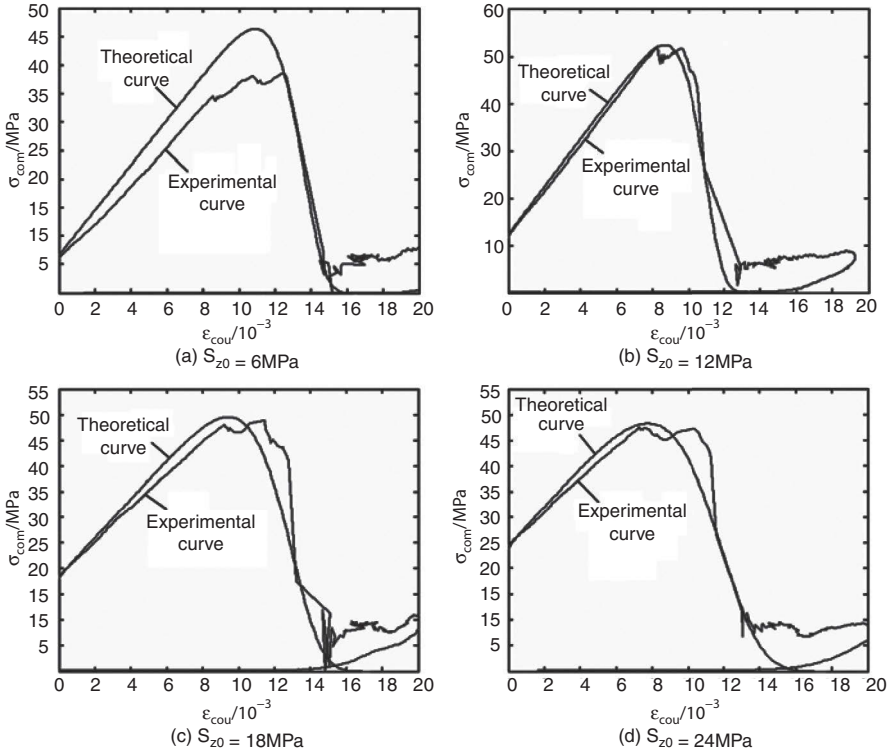 50
45
40
35
30
25
20
15
15
5
σcom/MPa
Theoretical
curve
Experimental
curve
0 2 4 6 8 10 12 14 16 18 20
εcou/10⁻³
(a) Sz0 = 6MPa
60
50
40
30
20
10
σcom/MPa
Theoretical
curve
Experimental
curve
0 2 4 6 8 10 12 14 16 18 20
εcou/10⁻³
(b) Sz0 = 12MPa
55
50
45
40
35
30
25
20
15
15
5
σcom/MPa
Theoretical
curve
Experimental
curve
0 2 4 6 8 10 12 14 16 18 20
εcou/10⁻³
(c) Sz0 = 18MPa
55
50
45
40
35
30
25
20
15
15
5
σcom/MPa
Theoretical
curve
Experimental
curve
0 2 4 6 8 10 12 14 16 18 20
εcou/10⁻³
(d) Sz0 = 24MPa